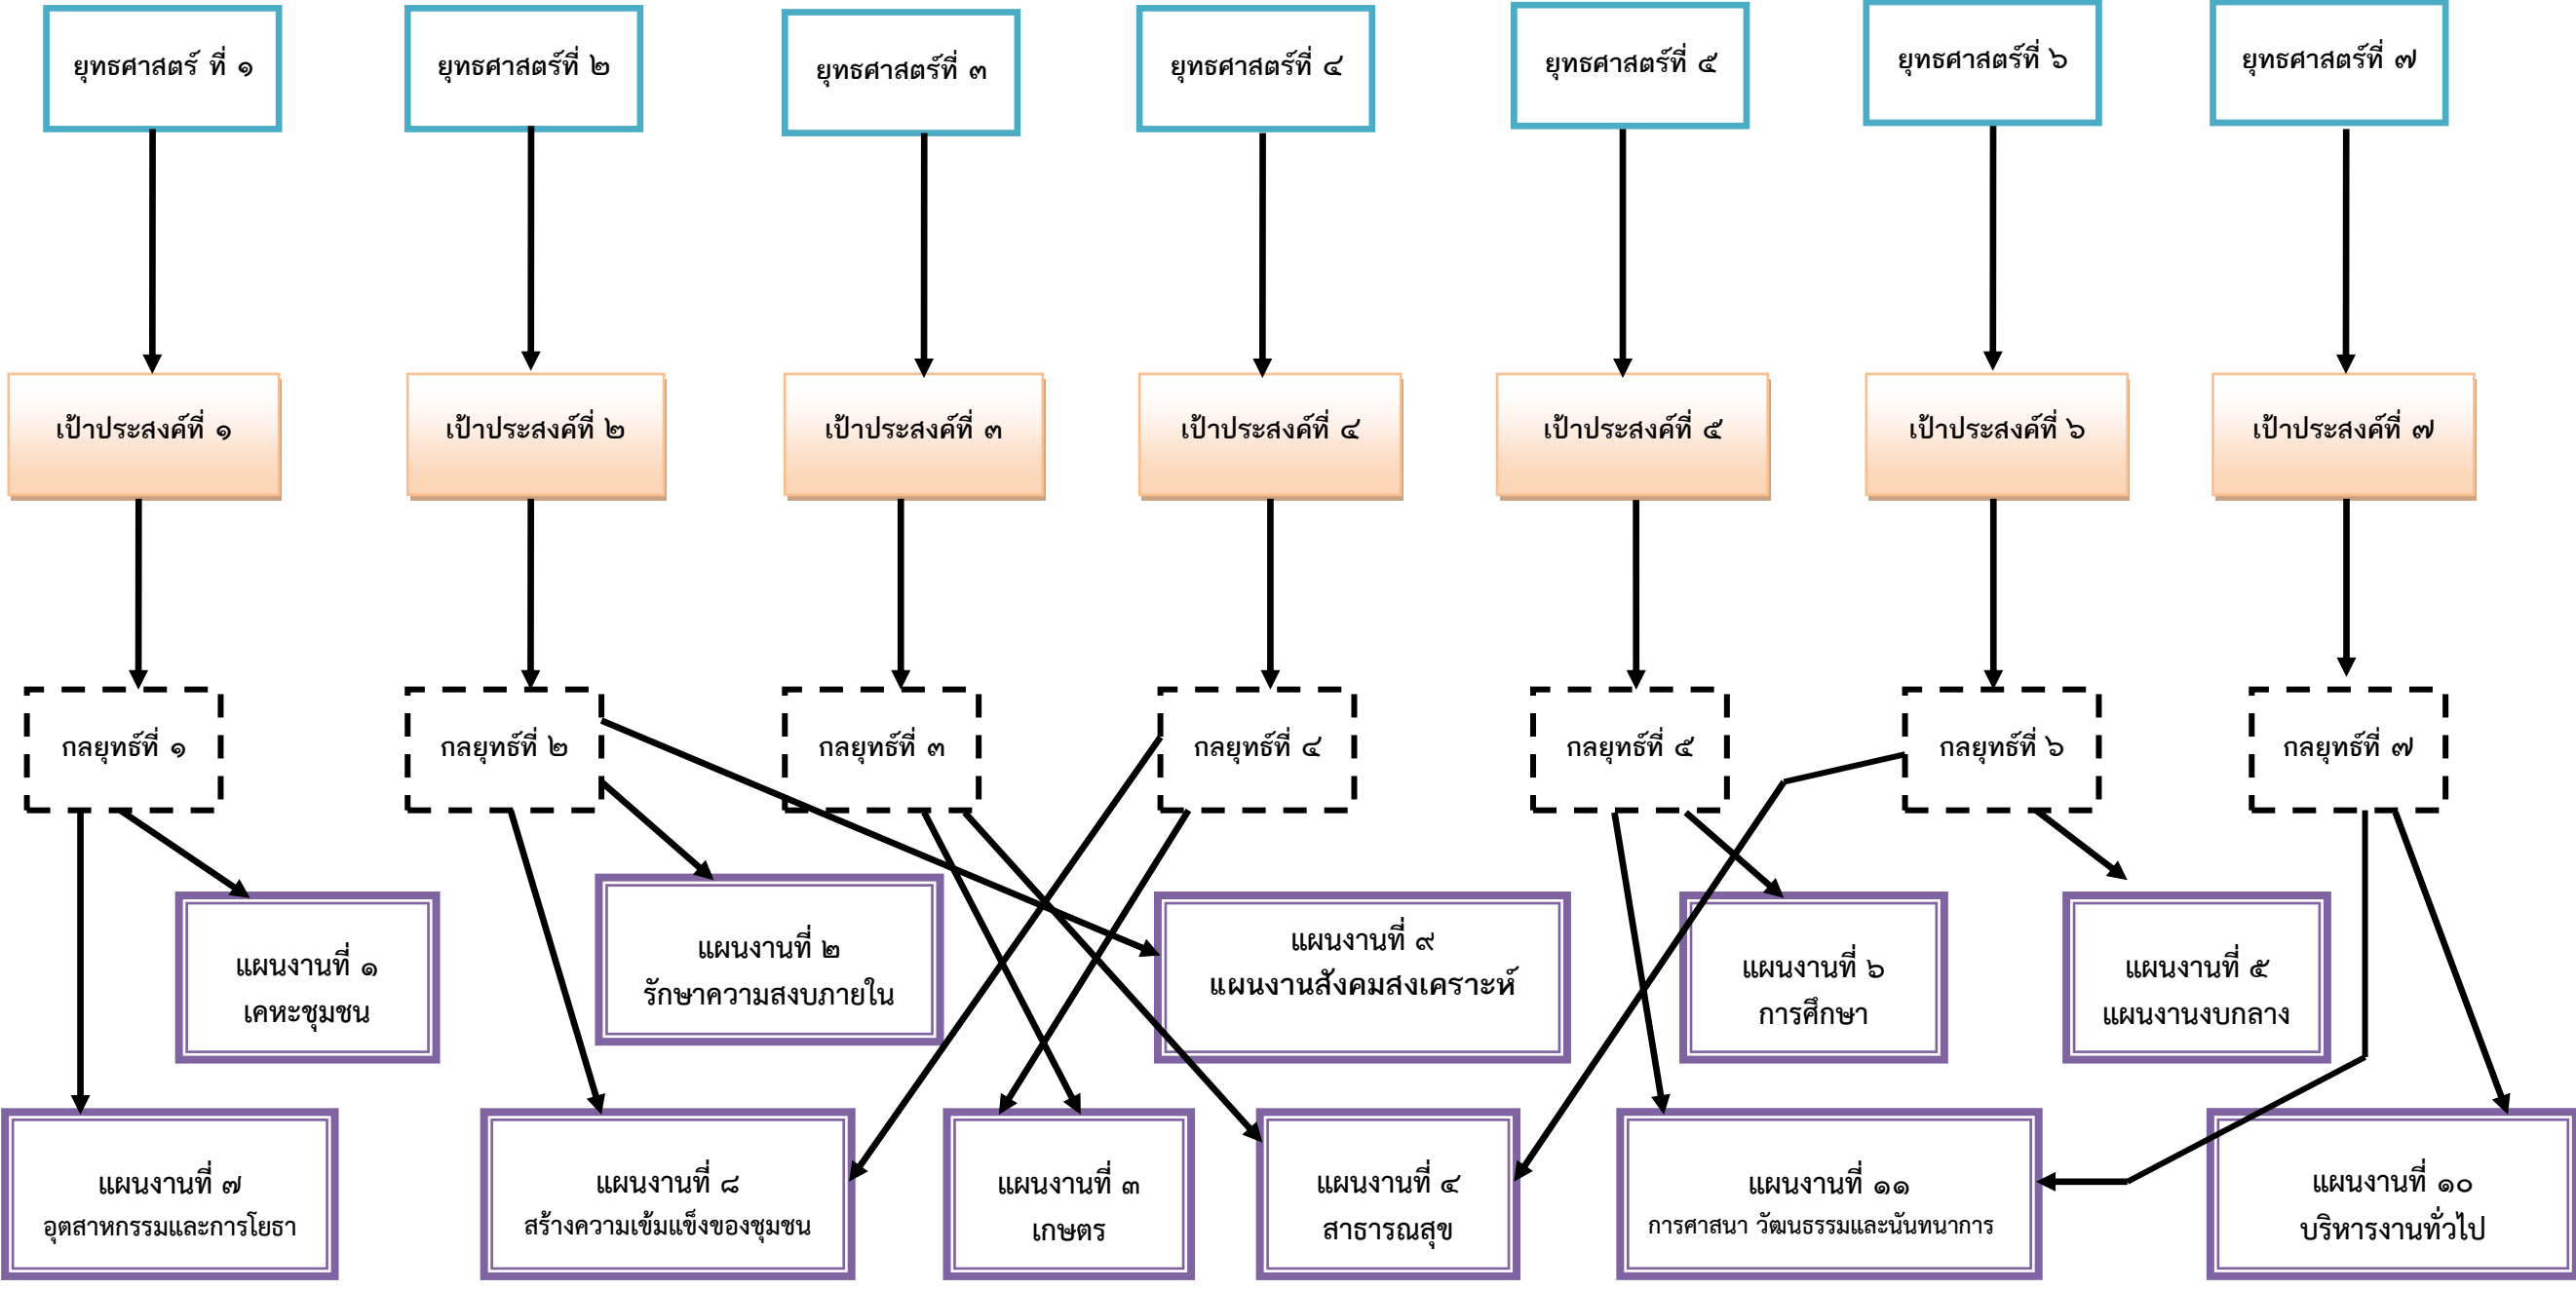 ยุทธศาสตร์ ที่ ๑
ยุทธศาสตร์ที่ ๒
ยุทธศาสตร์ที่ ๓
ยุทธศาสตร์ที่ ๔
ยุทธศาสตร์ที่ ๕
ยุทธศาสตร์ที่ ๖
ยุทธศาสตร์ที่ ๗
เป้าประสงค์ที่ ๑
เป้าประสงค์ที่ ๒
เป้าประสงค์ที่ ๓
เป้าประสงค์ที่ ๔
เป้าประสงค์ที่ ๕
เป้าประสงค์ที่ ๖
เป้าประสงค์ที่ ๗
กลยุทธ์ที่ ๑
กลยุทธ์ที่ ๒
กลยุทธ์ที่ ๓
กลยุทธ์ที่ ๔
กลยุทธ์ที่ ๕
กลยุทธ์ที่ ๖
กลยุทธ์ที่ ๗
แผนงานที่ ๑
เคหะชุมชน
แผนงานที่ ๒
รักษาความสงบภายใน
แผนงานที่ ๙
แผนงานสังคมสงเคราะห์
แผนงานที่ ๖
การศึกษา
แผนงานที่ ๕
แผนงานงบกลาง
แผนงานที่ ๗
อุตสาหกรรมและการโยธา
แผนงานที่ ๘
สร้างความเข้มแข็งของชุมชน
แผนงานที่ ๓
เกษตร
แผนงานที่ ๔
สาธารณสุข
แผนงานที่ ๑๑
การศาสนา วัฒนธรรมและนันทนาการ
แผนงานที่ ๑๐
บริหารงานทั่วไป